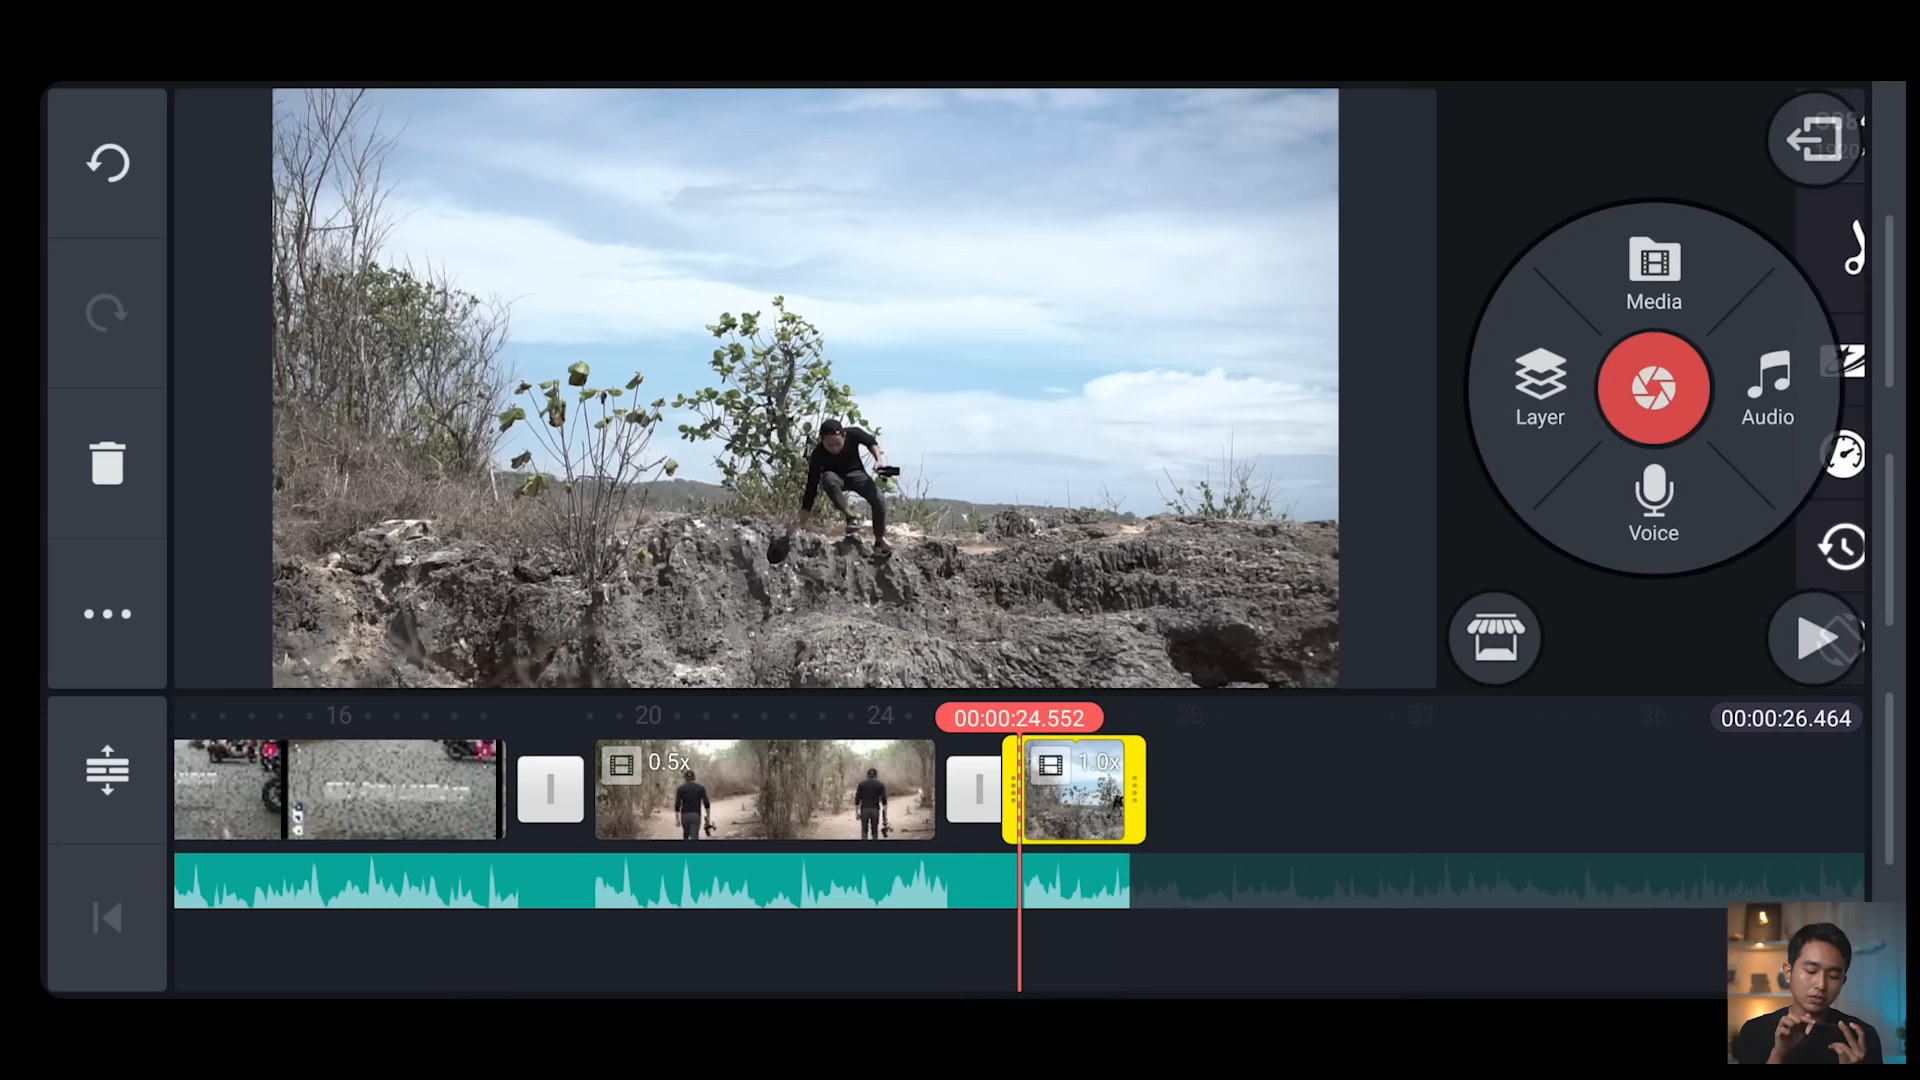 Media
Layer
Audio
Voice
16
20
24
00:00:24.552
28
32
36
00:00:26.464
0.5x
1.0x